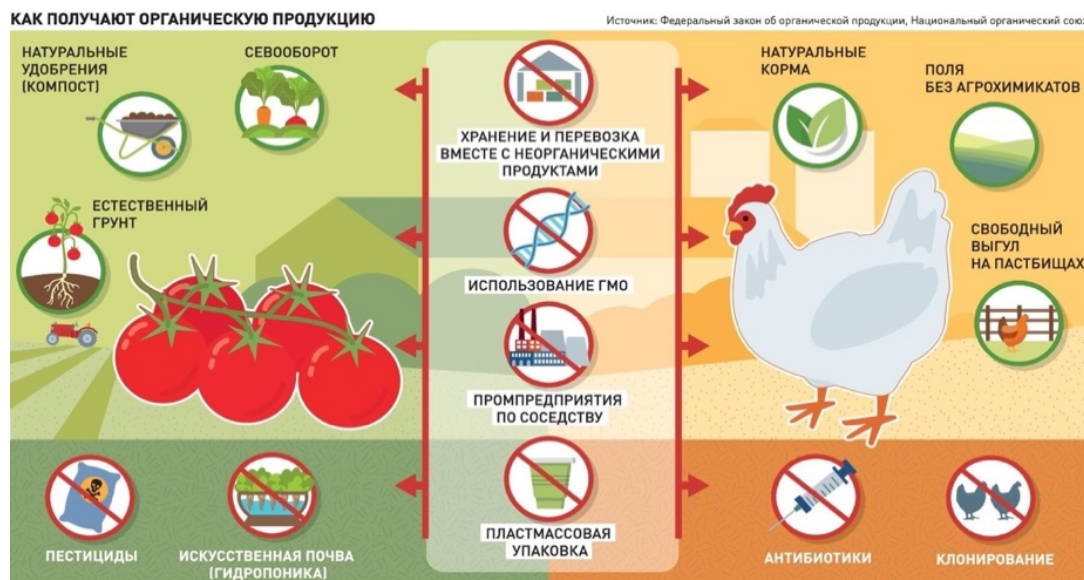 КАК ПОЛУЧАЮТ ОРГАНИЧЕСКУЮ ПРОДУКЦИЮ
Источник: Федеральный закон об органической продукции, Национальный органический союз
НАТУРАЛЬНЫЕ
УДОБРЕНИЯ
(КОМПОСТ)
СЕВООБОРОТ
ЕСТЕСТВЕННЫЙ
ГРУНТ
ХРАНЕНИЕ И ПЕРЕВОЗКА
ВМЕСТЕ С НЕОРГАНИЧЕСКИМИ
ПРОДУКТАМИ
ИСПОЛЬЗОВАНИЕ ГМО
ПРОМПРЕДПРИЯТИЯ
ПО СОСЕДСТВУ
ПЛАСТМАССОВАЯ
УПАКОВКА
НАТУРАЛЬНЫЕ
КОРМА
ПОЛЯ
БЕЗ АГРОХИМИКАТОВ
СВОБОДНЫЙ
ВЫГУЛ
НА ПАСТБИЩАХ
ПЕСТИЦИДЫ
ИСКУССТВЕННАЯ ПОЧВА
(ГИДРОПОНИКА)
АНТИБИОТИКИ
КЛОНИРОВАНИЕ